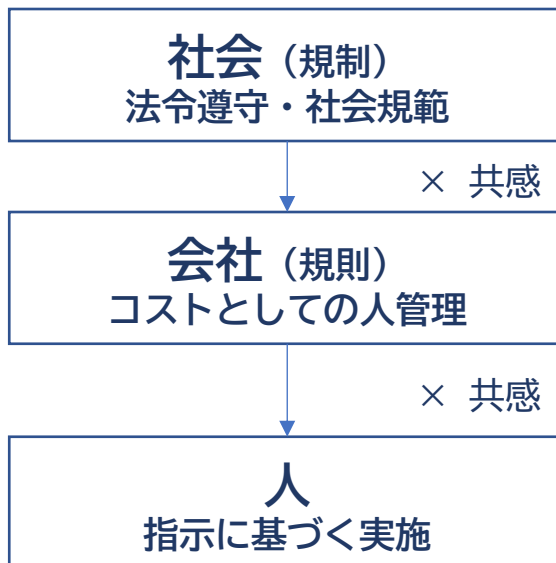 社会（規制）
法令遵守・社会規範
× 共感
会社（規則）
コストとしての人管理
× 共感
人
指示に基づく実施